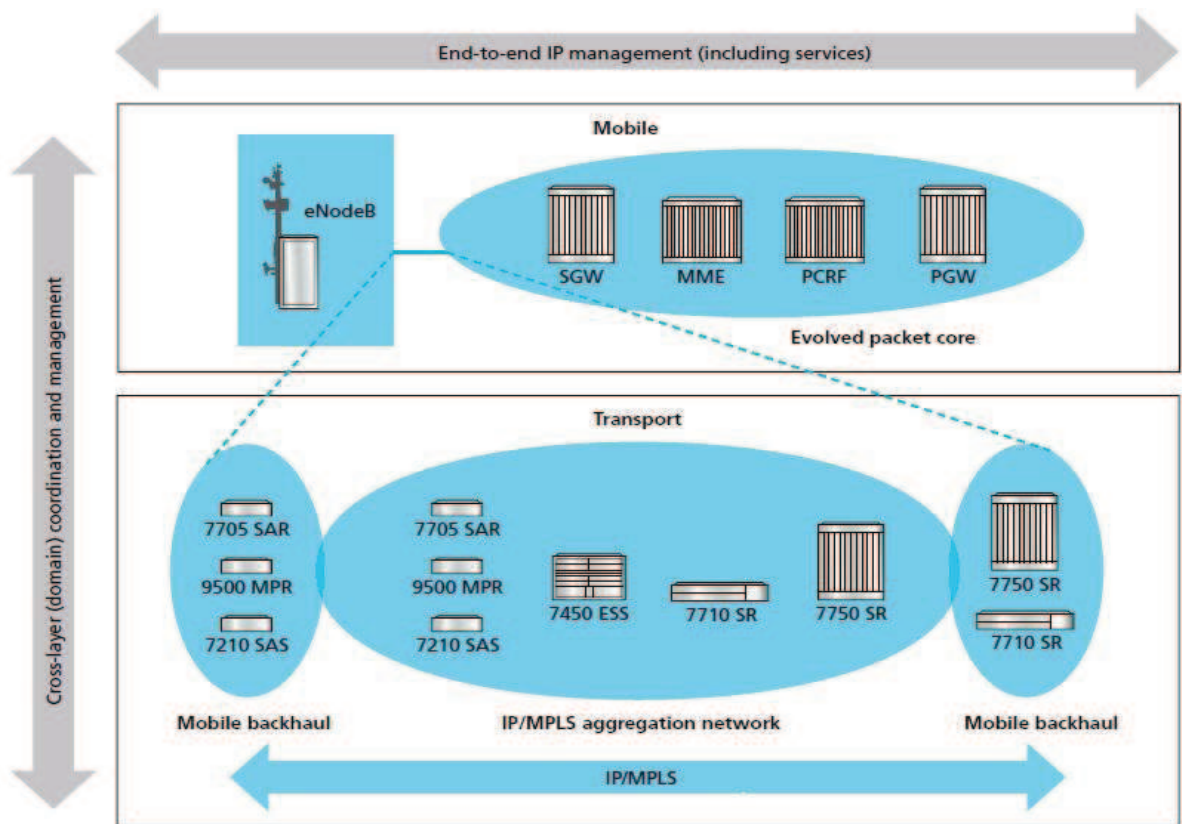 End-to-end IP management (including services)
Cross-layer (domain) coordination and management
Mobile
eNodeB
SGW
MME
PCRF
PGW
Evolved packet core
Transport
7705 SAR
9500 MPR
7210 SAS
7705 SAR
9500 MPR
7210 SAS
7450 ESS
7710 SR
7750 SR
7750 SR
7710 SR
Mobile backhaul
IP/MPLS aggregation network
Mobile backhaul
IP/MPLS